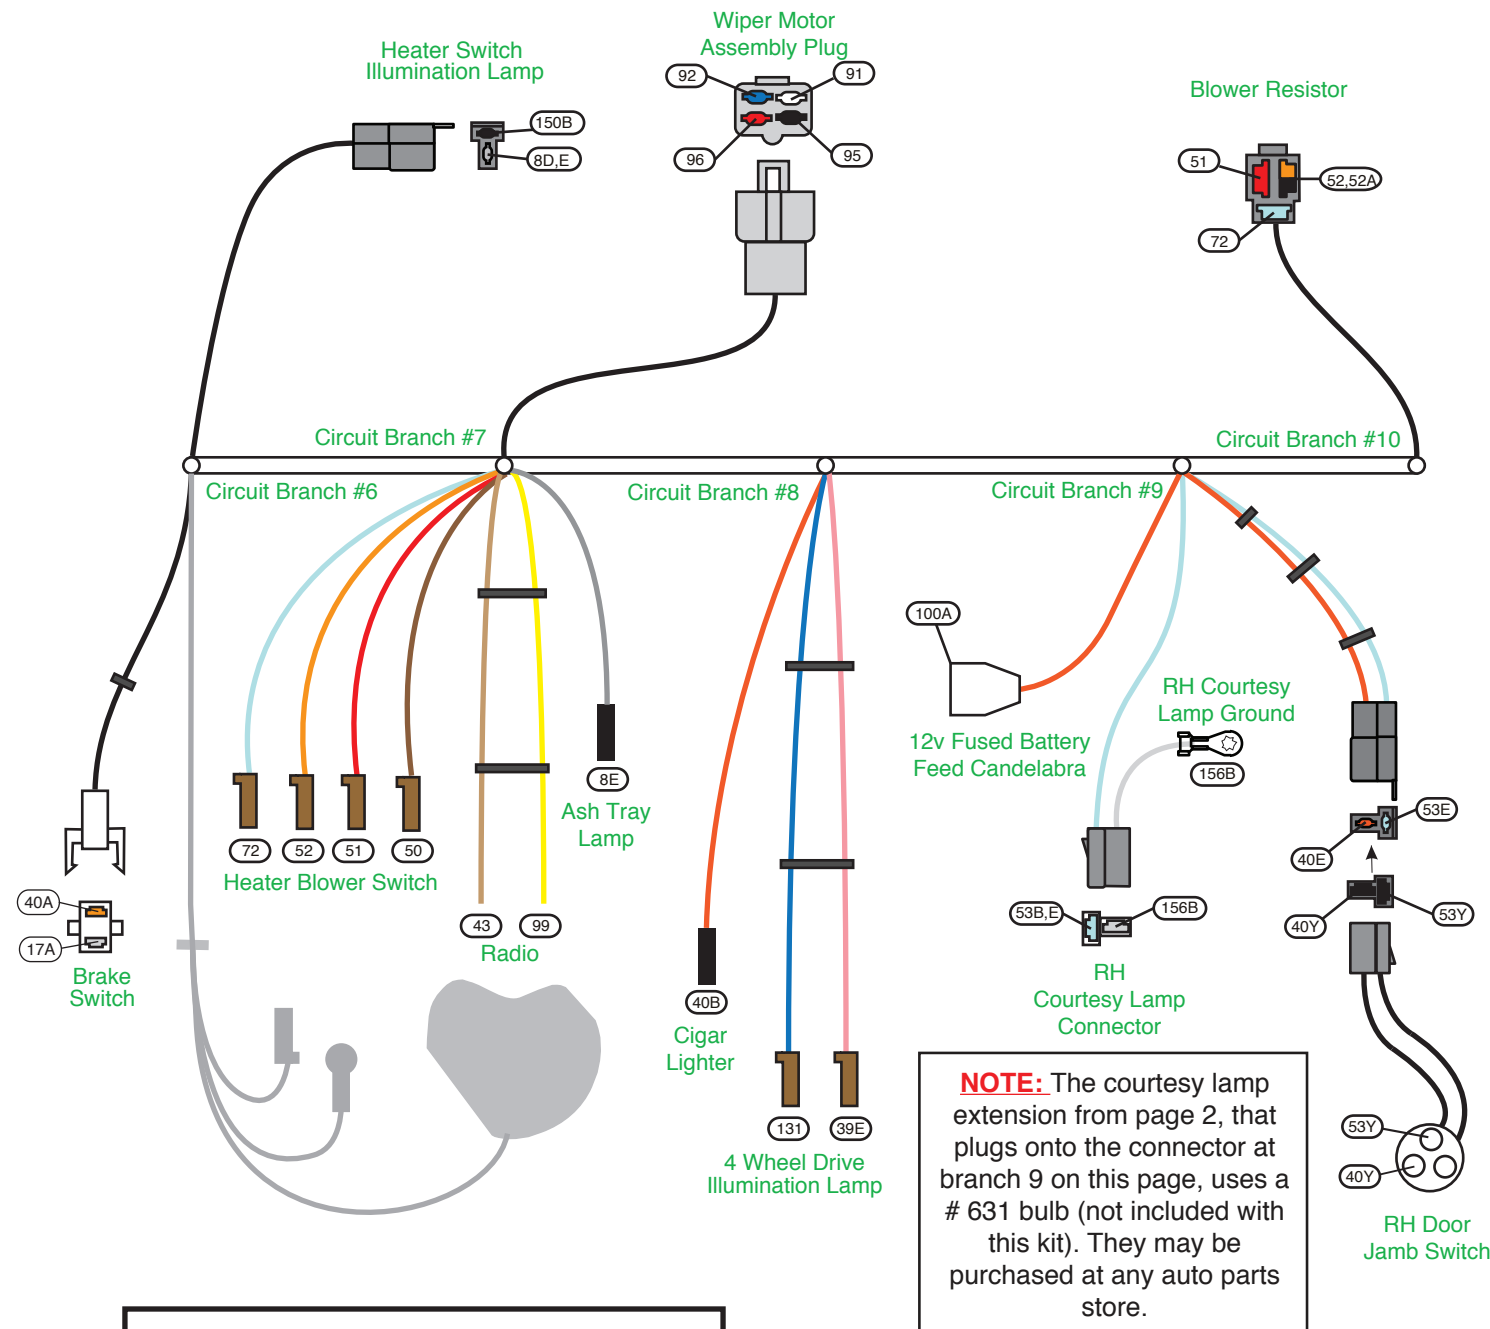 Wiper Motor
Assembly Plug
Heater Switch
Illumination Lamp
92
91
150B
8D,E
96
95
Blower Resistor
51
52,52A
72
Circuit Branch #7
Circuit Branch #10
Circuit Branch #6
Circuit Branch #8
Circuit Branch #9
100A
12v Fused Battery
Feed Candelabra
RH Courtesy
Lamp Ground
156B
8E
Ash Tray
Lamp
72
52
51
50
Heater Blower Switch
40A
17A
Brake
Switch
43
99
Radio
40B
Cigar
Lighter
131
39E
4 Wheel Drive
Illumination Lamp
53B,E
156B
RH
Courtesy Lamp
Connector
53E
40E
40Y
53Y
53Y
40Y
RH Door
Jamb Switch
NOTE: The courtesy lamp
extension from page 2, that
plugs onto the connector at
branch 9 on this page, uses a
# 631 bulb (not included with
this kit). They may be
purchased at any auto parts
store.